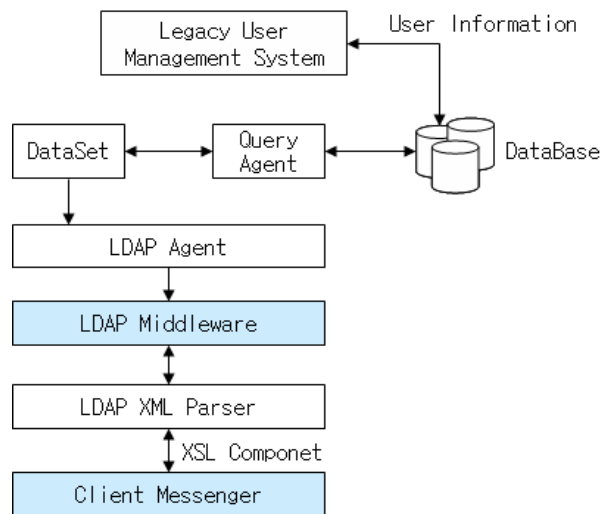 Legacy User
Management System
User Information
DataSet
Query
Agent
DataBase
LDAP Agent
LDAP Middleware
LDAP XML Parser
XSL Componet
Client Messenger